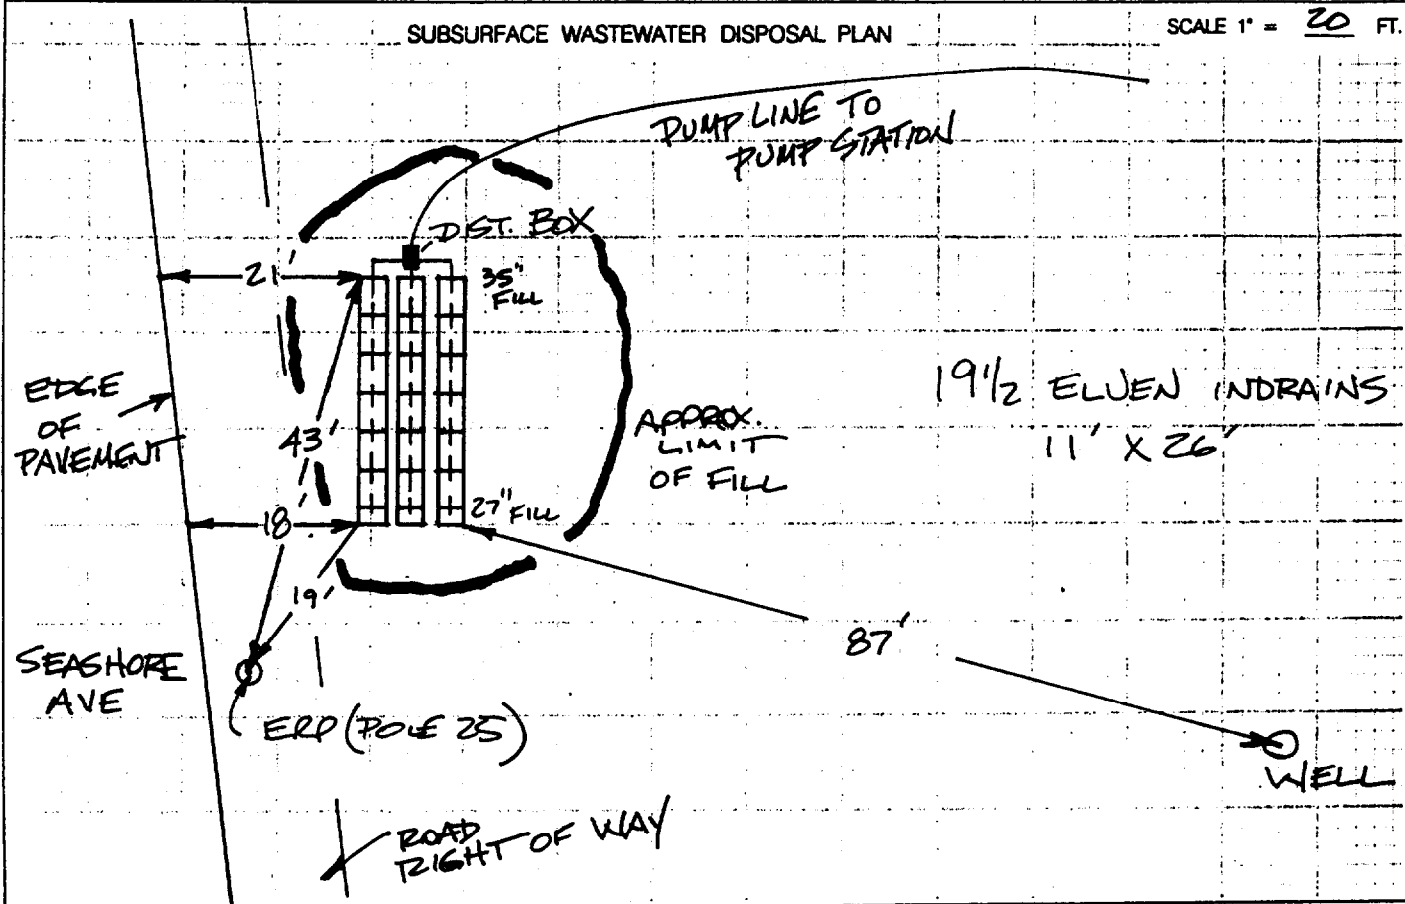 SUBSURFACE WASTEWATER DISPOSAL PLAN
SCALE 1" = 20 FT.
PUMP LINE TO
PUMP STATION
DIST. BOX
21'
35"
FILL
EDGE
OF
PAVEMENT
43'
APPROX.
LIMIT
OF FILL
19 1/2 ELJEN INDRAINS
11' X 26'
27" FILL
18'
19'
87'
SEASHORE
AVE
ERP (POLE 25)
WELL
ROAD
RIGHT OF WAY